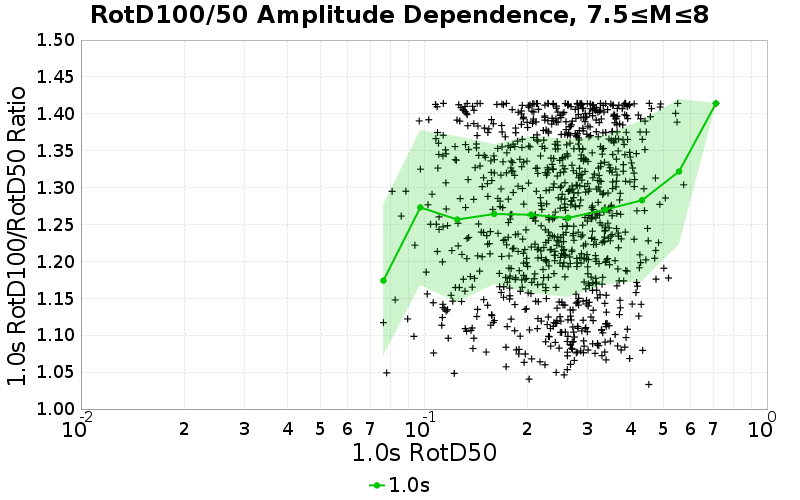 RotD100/50 Amplitude Dependence, 7.5≤M≤8
1.0s RotD100/RotD50 Ratio
1.50
1.45
1.40
1.35
1.30
1.25
1.20
1.15
1.10
1.05
1.00
10^-2 2 3 4 5 6 7 10^-1 2 3 4 5 6 7 10^0
1.0s RotD50
1.0s